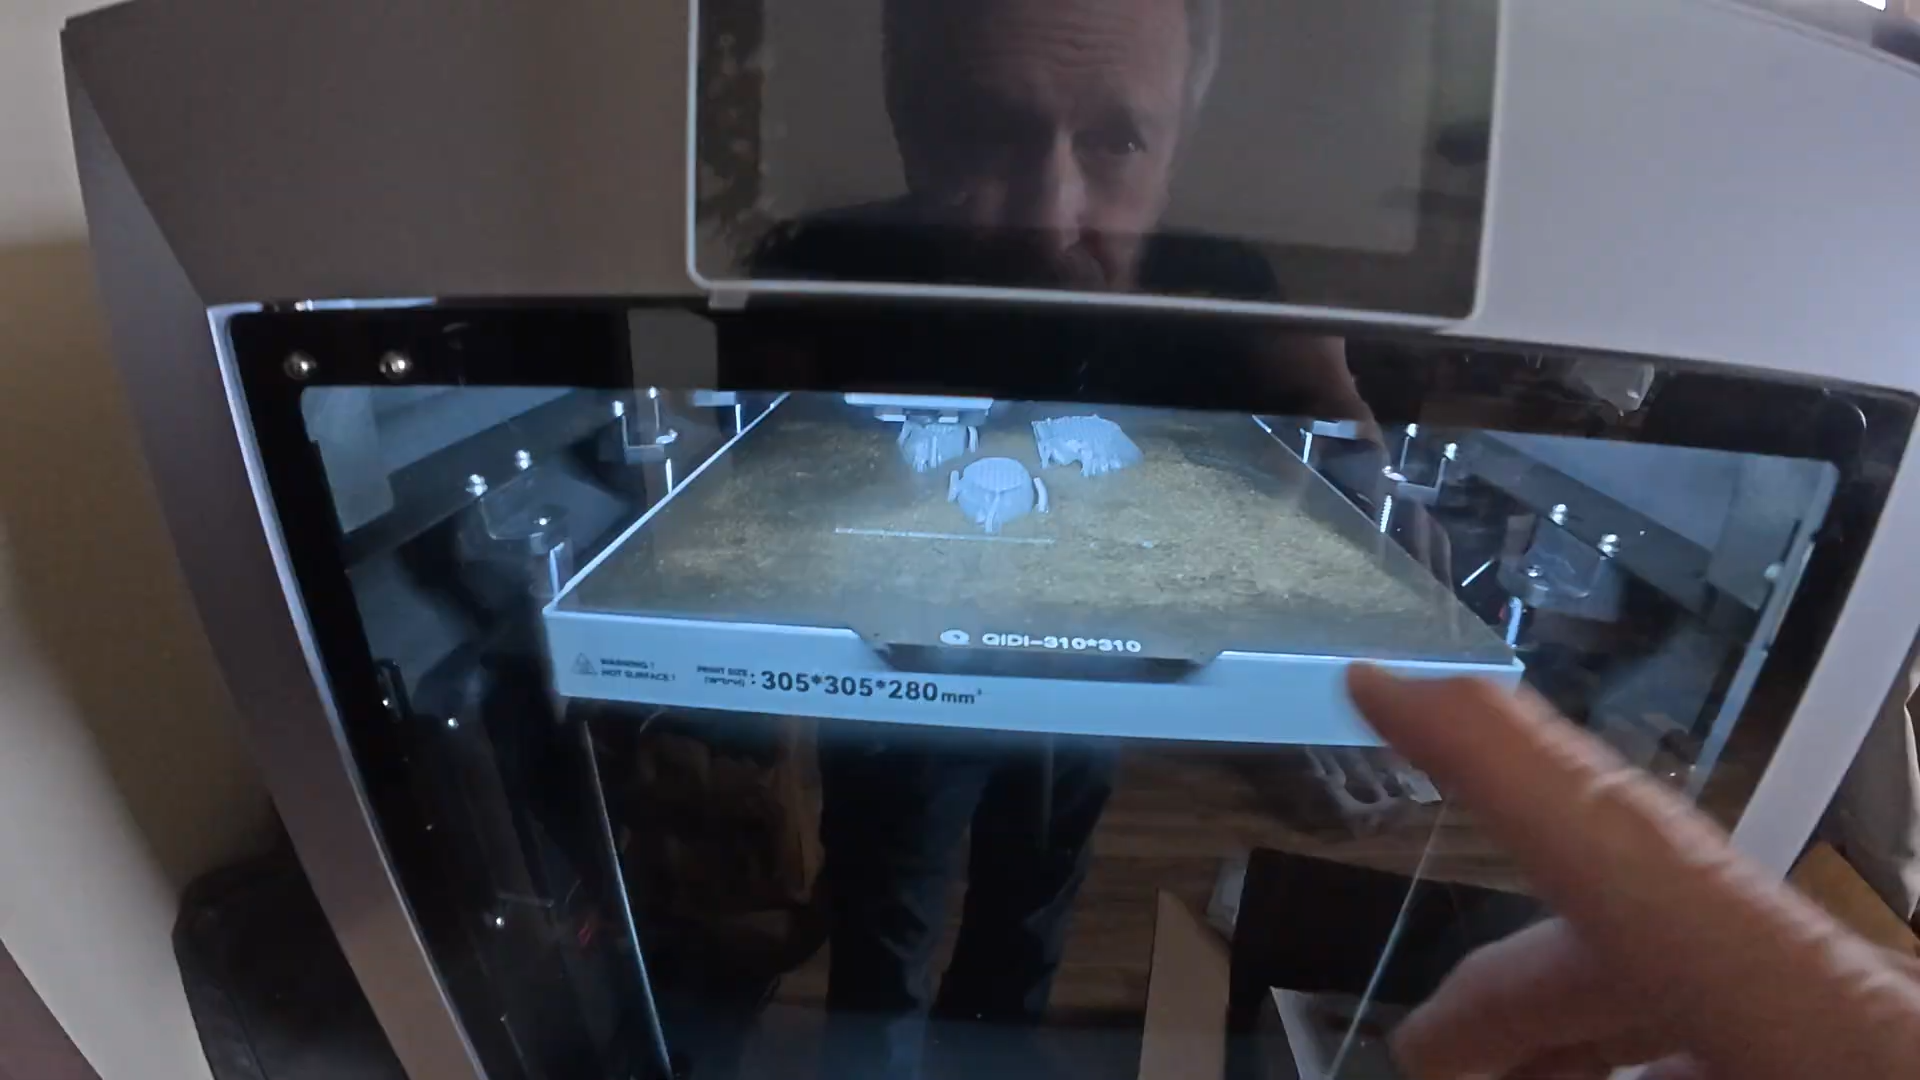 QIDI-310*310
WARNING!
HOT SURFACE!
PRINT SIZE
(W*D*H) : 305*305*280mm³